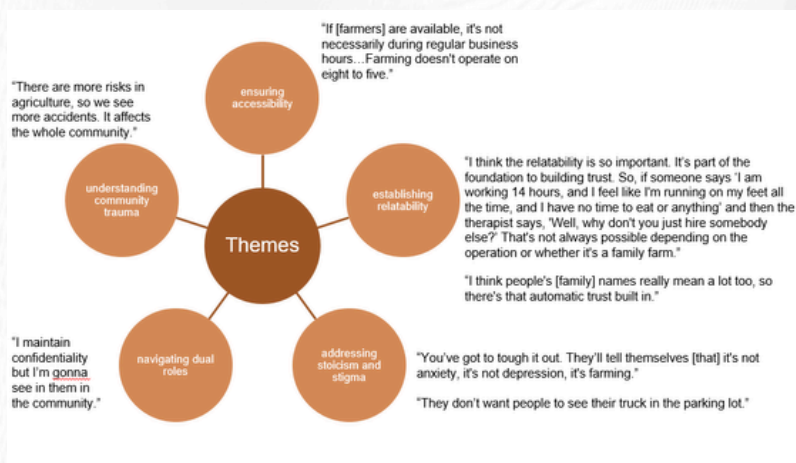 "If [farmers] are available, it's not
necessarily during regular business
hours…Farming doesn't operate on
eight to five."
ensuring
accessibility
"There are more risks in
agriculture, so we see
more accidents. It affects
the whole community."
understanding
community
trauma
establishing
relatability
"I think the relatability is so important. It's part of the
foundation to building trust. So, if someone says 'I am
working 14 hours, and I feel like I'm running on my feet all
the time, and I have no time to eat or anything' and then the
therapist says, 'Well, why don't you just hire somebody
else?' That's not always possible depending on the
operation or whether it's a family farm."
"I think people's [family] names really mean a lot too, so
there's that automatic trust built in."
Themes
"I maintain
confidentiality
but I'm gonna
see in them in
the community."
navigating dual
roles
addressing
stoicism and
stigma
"You've got to tough it out. They'll tell themselves [that] it's not
anxiety, it's not depression, it's farming."
"They don't want people to see their truck in the parking lot."